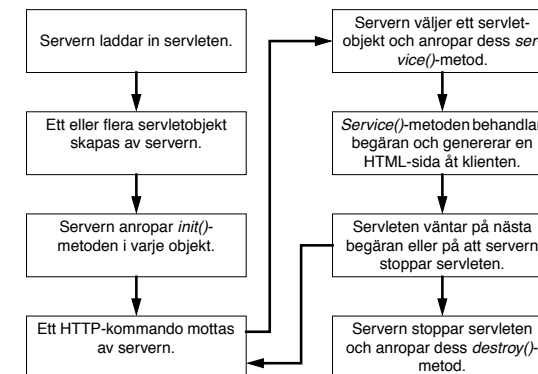 Servern laddar in servleten.
Ett eller flera servletobjekt
skapas av servern.
Servern anropar init()-
metoden i varje objekt.
Ett HTTP-kommando mottas
av servern.
Servern väljer ett servlet-
objekt och anropar dess ser-
vice()-metod.
Service()-metoden behandlar
begäran och genererar en
HTML-sida åt klienten.
Servleten väntar på nästa
begäran eller på att servern
stoppar servleten.
Servern stoppar servleten
och anropar dess destroy()-
metod.